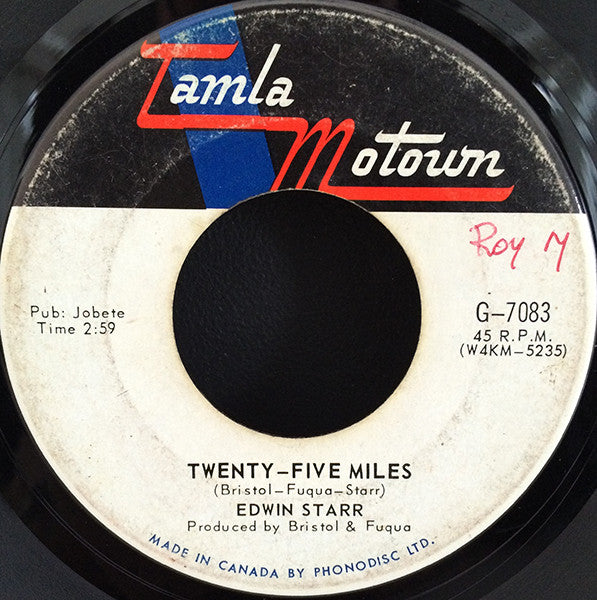 Tamla
Motown
Roy M
Pub: Jobete
Time 2:59
G-7083
45 R.P.M.
(W4KM-5235)
TWENTY-FIVE MILES
(Bristol-Fuqua-Starr)
EDWIN STARR
Produced by Bristol & Fuqua
MADE IN CANADA BY PHONODISC LTD.